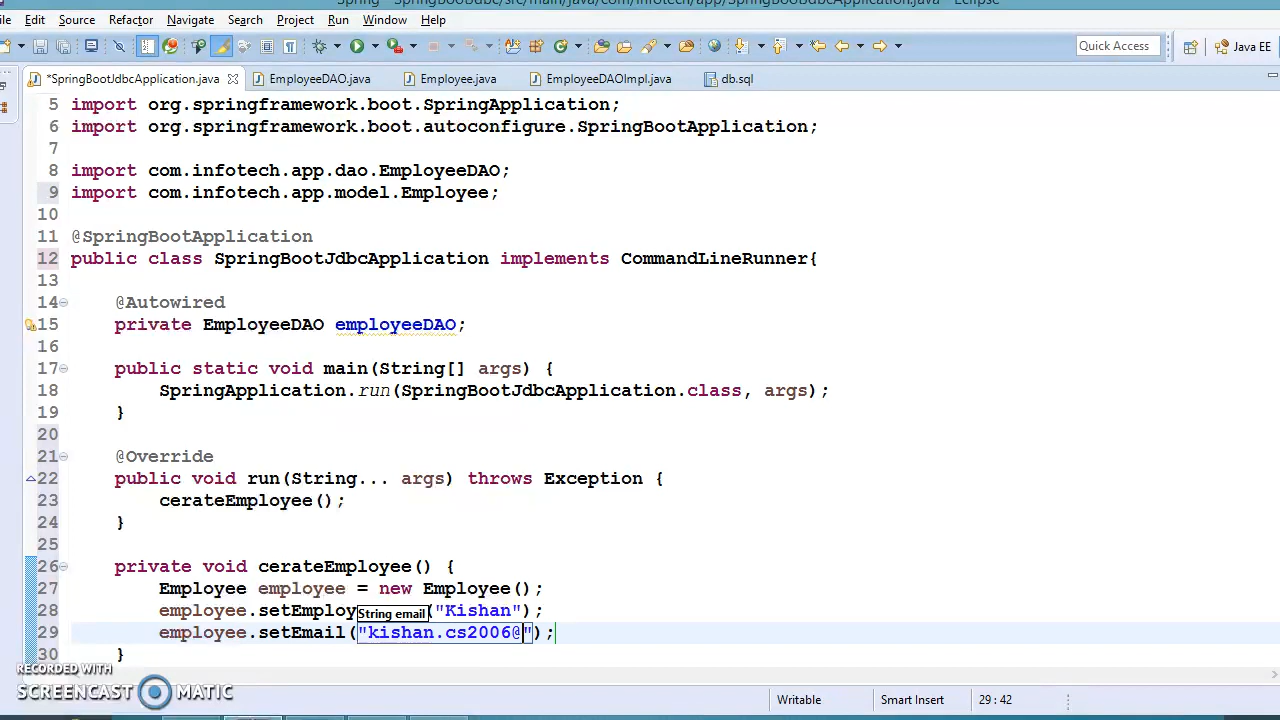 Spring - SpringBootJdbc/src/main/java/com/infotech/app/SpringBootJdbcApplication.java - Eclipse
ile Edit Source Refactor Navigate Search Project Run Window Help
Quick Access Java EE
*SpringBootJdbcApplication.java EmployeeDAO.java Employee.java EmployeeDAOImpl.java db.sql
5 import org.springframework.boot.SpringApplication;
6 import org.springframework.boot.autoconfigure.SpringBootApplication;
7
8 import com.infotech.app.dao.EmployeeDAO;
9 import com.infotech.app.model.Employee;
10
11 @SpringBootApplication
12 public class SpringBootJdbcApplication implements CommandLineRunner{
13
14 @Autowired
15 private EmployeeDAO employeeDAO;
16
17 public static void main(String[] args) {
18 SpringApplication.run(SpringBootJdbcApplication.class, args);
19 }
20
21 @Override
22 public void run(String... args) throws Exception {
23 cerateEmployee();
24 }
25
26 private void cerateEmployee() {
27 Employee employee = new Employee();
28 employee.setEmploy ("Kishan");
String email
29 employee.setEmail("kishan.cs2006@");
30 }
RECORDED WITH
SCREENCAST MATIC
Writable Smart Insert 29 : 42